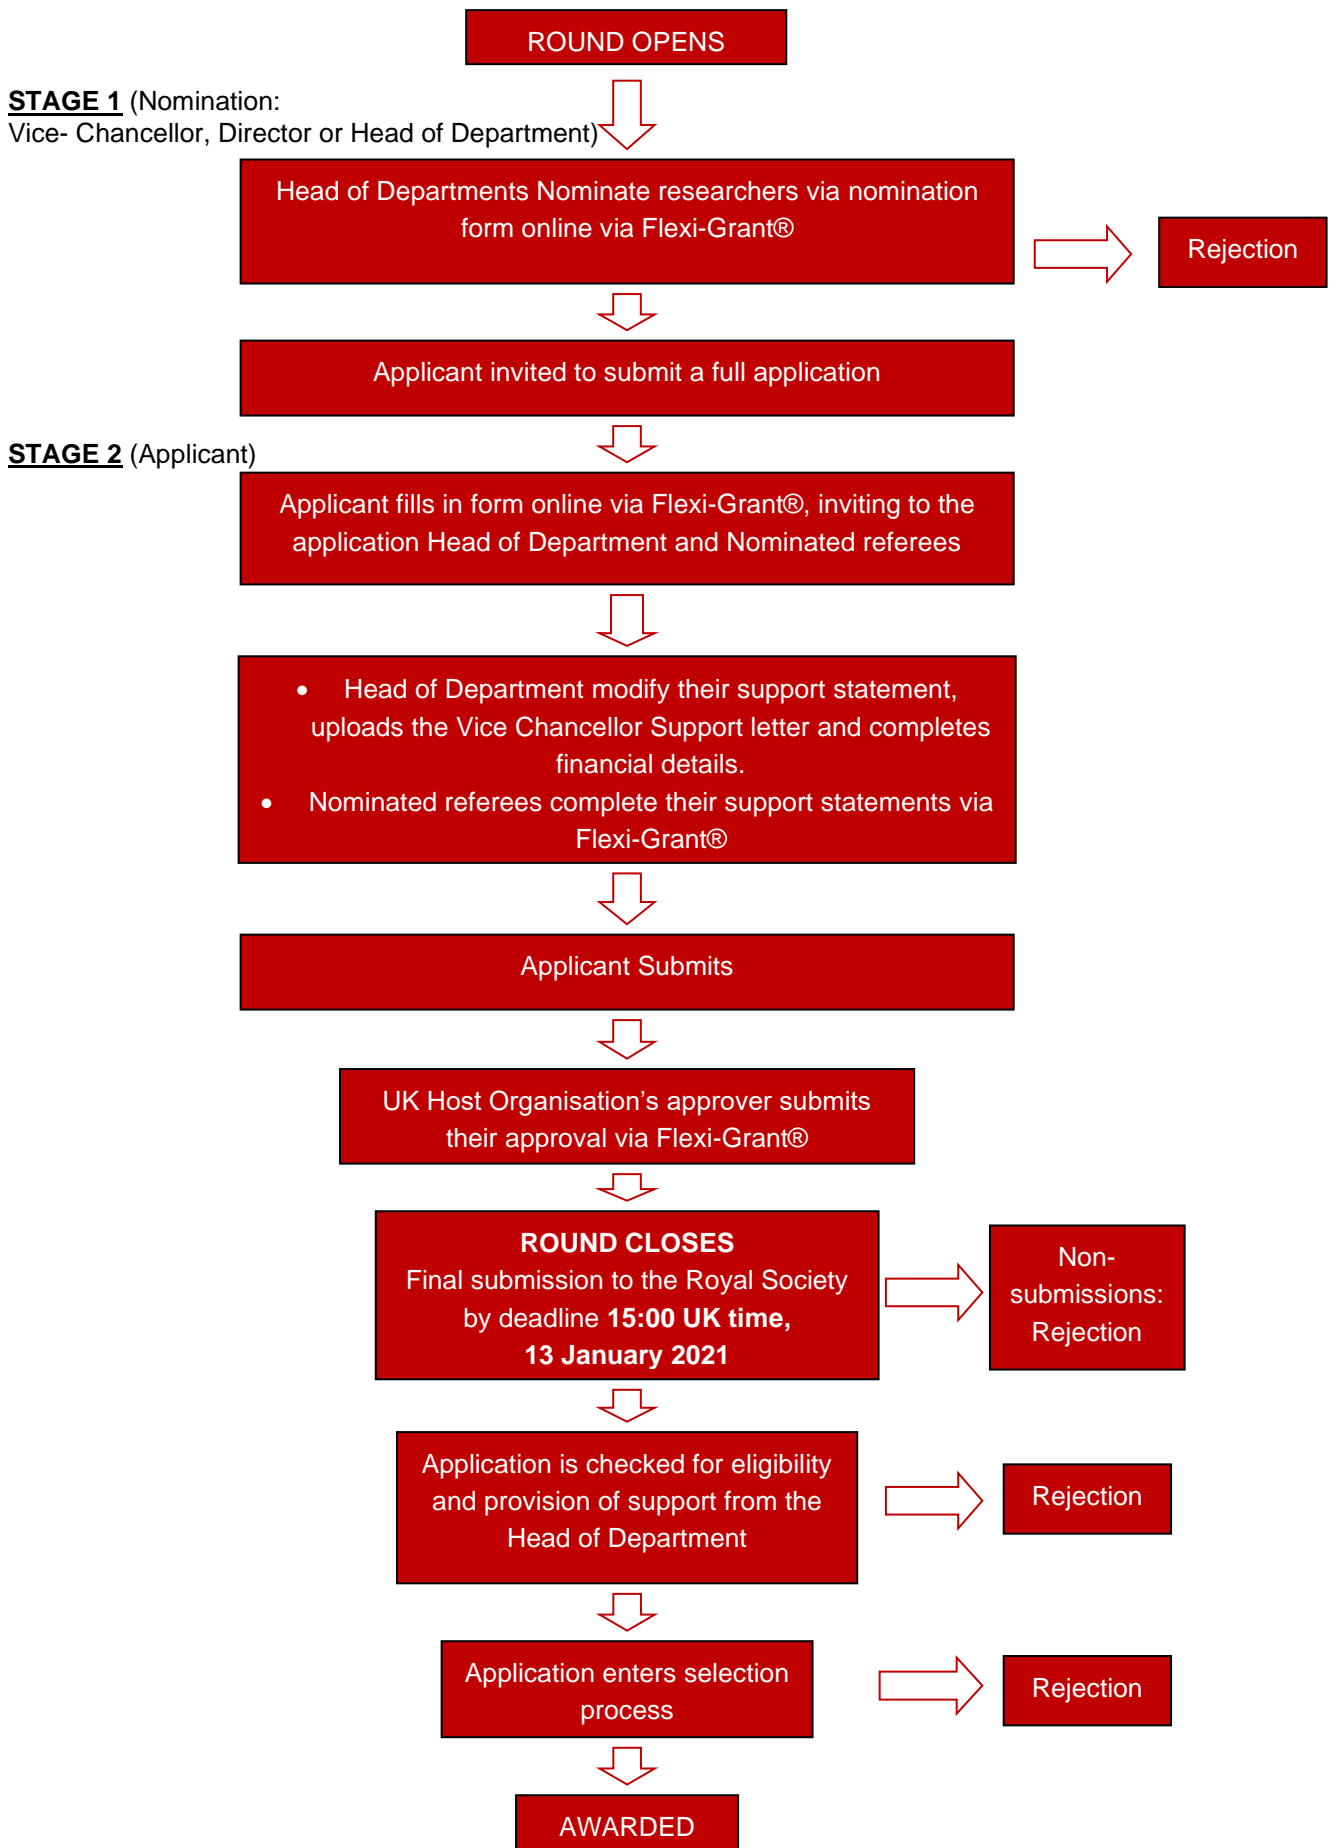 ROUND OPENS
STAGE 1 (Nomination:
Vice- Chancellor, Director or Head of Department)
Head of Departments Nominate researchers via nomination
form online via Flexi-Grant®
Rejection
Applicant invited to submit a full application
STAGE 2 (Applicant)
Applicant fills in form online via Flexi-Grant®, inviting to the
application Head of Department and Nominated referees
• Head of Department modify their support statement,
uploads the Vice Chancellor Support letter and completes
financial details.
• Nominated referees complete their support statements via
Flexi-Grant®
Applicant Submits
UK Host Organisation’s approver submits
their approval via Flexi-Grant®
ROUND CLOSES
Final submission to the Royal Society
by deadline 15:00 UK time,
13 January 2021
Non-
submissions:
Rejection
Application is checked for eligibility
and provision of support from the
Head of Department
Rejection
Application enters selection
process
Rejection
AWARDED